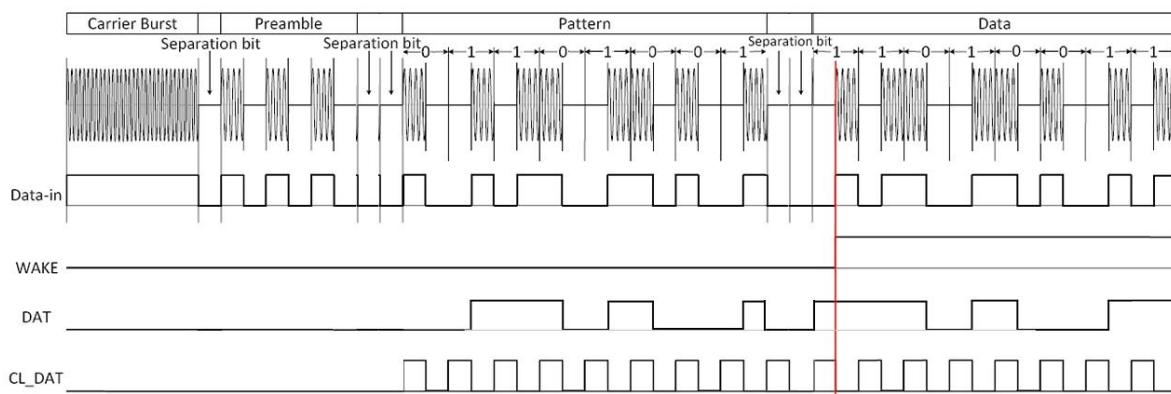 Carrier Burst Preamble Pattern Data
Separation bit Separation bit Separation bit
0 1 1 0 1 0 0 1 1 1 0 1 0 0 1 1
Data-in
WAKE
DAT
CL_DAT